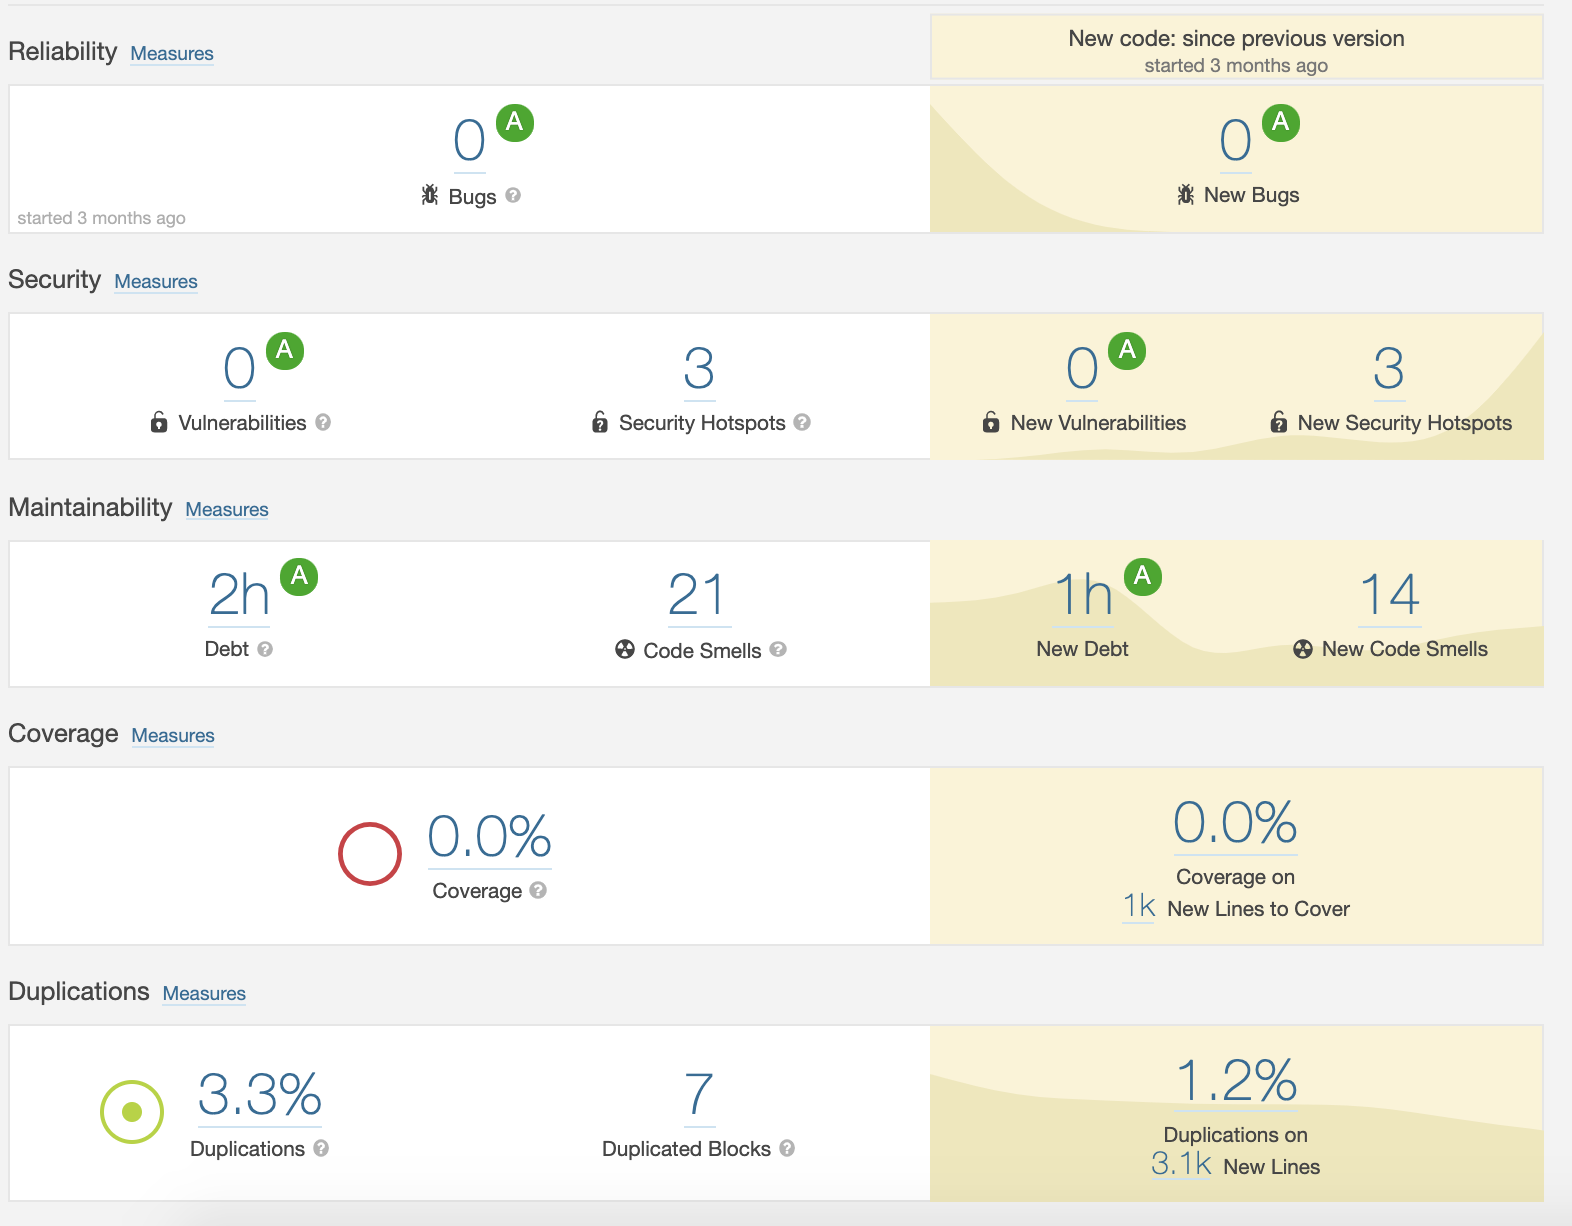 Reliability Measures
New code: since previous version
started 3 months ago
0 A
Bugs ?
started 3 months ago
0 A
New Bugs
Security Measures
0 A
Vulnerabilities ?
3
Security Hotspots ?
0 A
New Vulnerabilities
3
New Security Hotspots
Maintainability Measures
2h A
Debt ?
21
Code Smells ?
1h A
New Debt
14
New Code Smells
Coverage Measures
0.0%
Coverage ?
0.0%
Coverage on
1k New Lines to Cover
Duplications Measures
3.3%
Duplications ?
7
Duplicated Blocks ?
1.2%
Duplications on
3.1k New Lines